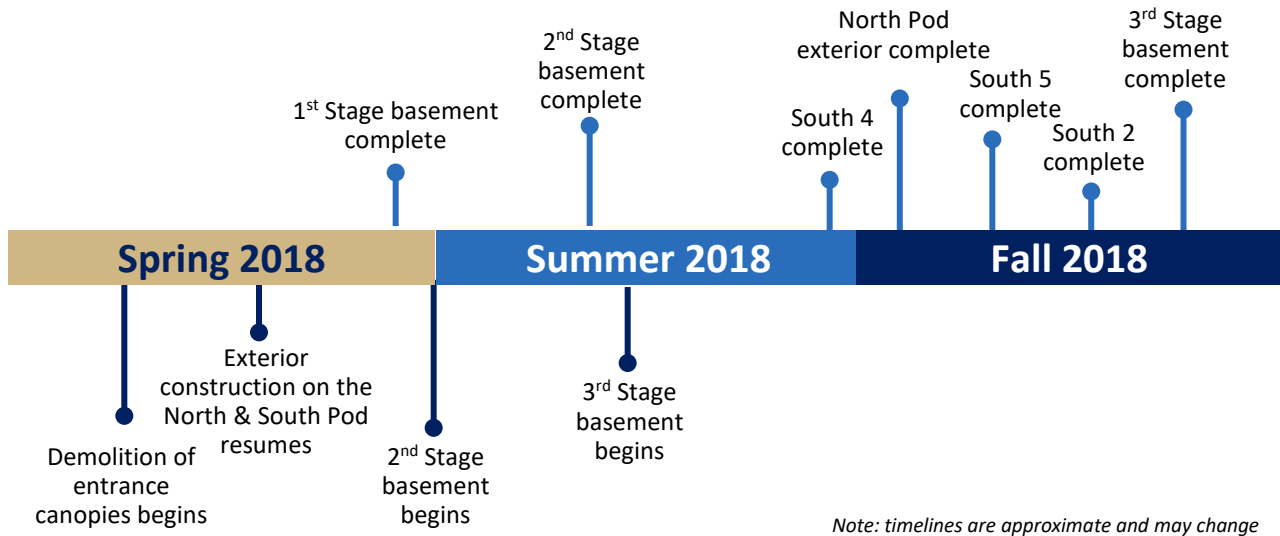 1st Stage basement
complete
2nd Stage
basement
complete
South 4
complete
North Pod
exterior complete
South 5
complete
South 2
complete
3rd Stage
basement
complete
Spring 2018
Summer 2018
Fall 2018
Demolition of
entrance
canopies begins
Exterior
construction on the
North & South Pod
resumes
2nd Stage
basement
begins
3rd Stage
basement
begins
Note: timelines are approximate and may change